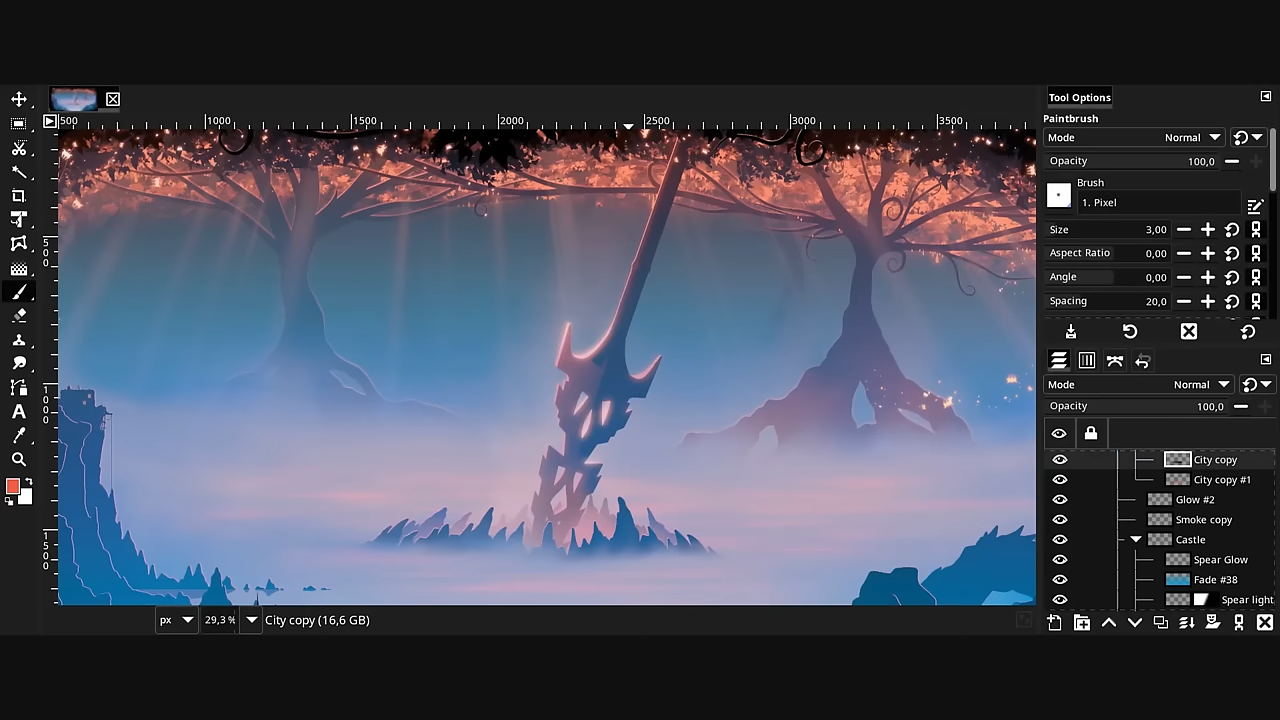 Tool Options
500 1000 1500 2000 2500 3000 3500
Paintbrush
Mode Normal
Opacity 100,0
Brush
1. Pixel
Size 3,00
Aspect Ratio 0,00
Angle 0,00
Spacing 20,0
Mode Normal
Opacity 100,0
City copy
City copy #1
Glow #2
Smoke copy
Castle
Spear Glow
Fade #38
Spear light
500
1000
1500
px 29,3 % City copy (16,6 GB)